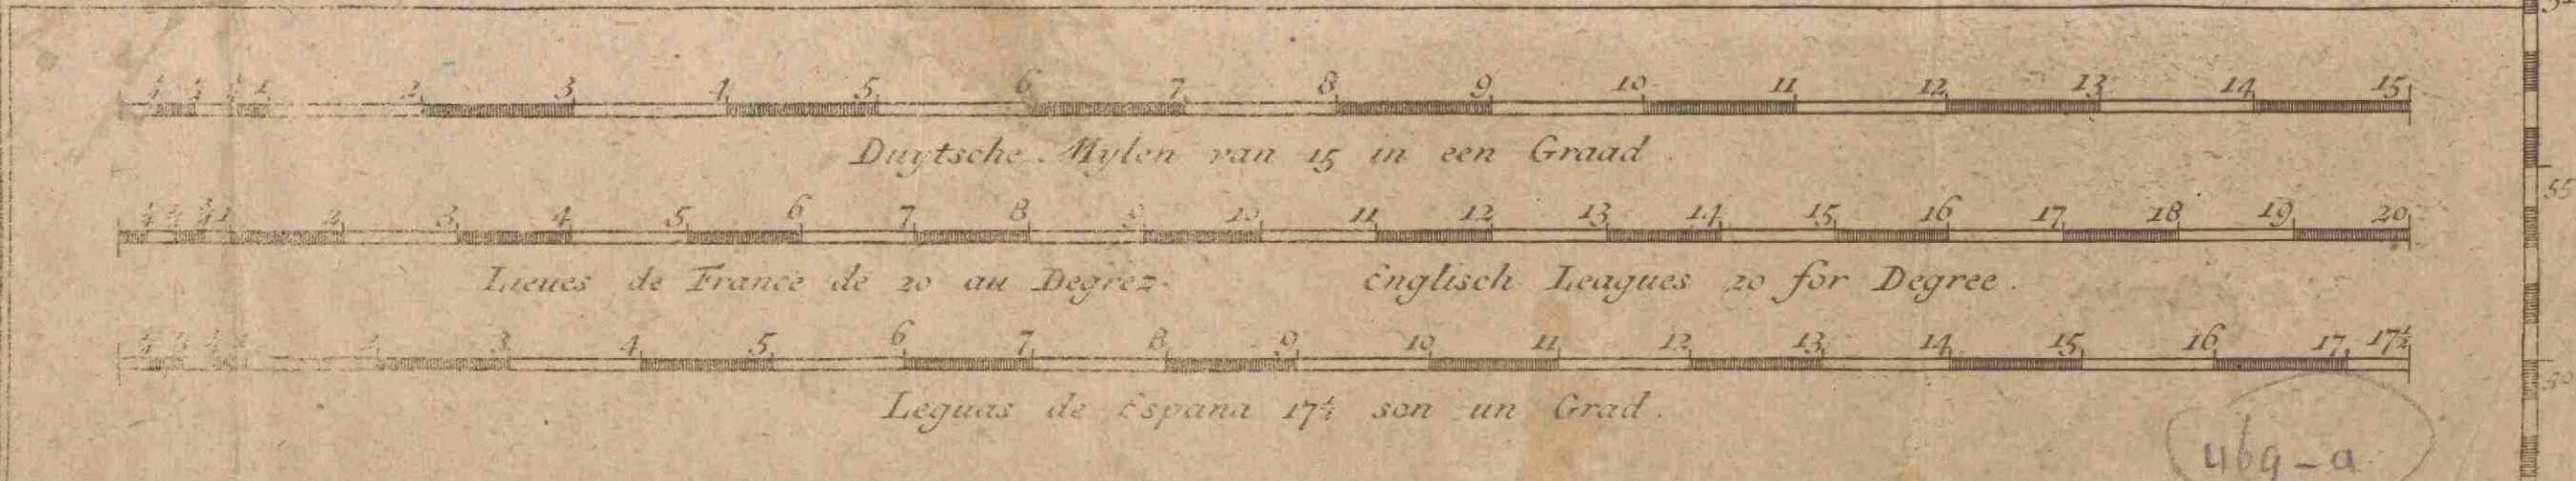 ¼ ½ ¾ 1 2 3 4 5 6 7 8 9 10 11 12 13 14 15
Duytsche Mylen van 15 in een Graad.
¼ ½ ¾ 1 2 3 4 5 6 7 8 9 10 11 12 13 14 15 16 17 18 19 20
Lieues de France de 20 au Degrez. Englisch Leagues 20 for Degree.
¼ ½ ¾ 1 2 3 4 5 6 7 8 9 10 11 12 13 14 15 16 17 17½
Leguas de Espana 17½ son un Grad.
55
50